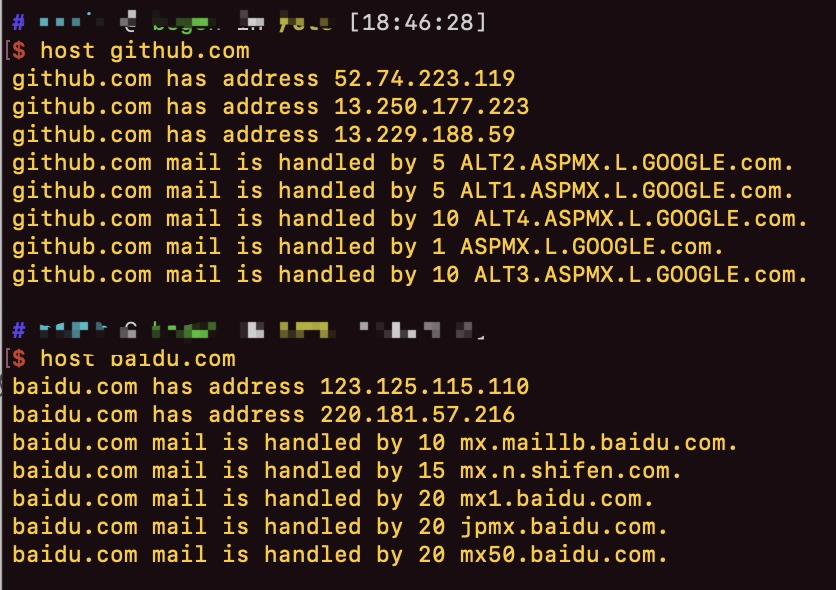 # [18:46:28]
[$ host github.com
github.com has address 52.74.223.119
github.com has address 13.250.177.223
github.com has address 13.229.188.59
github.com mail is handled by 5 ALT2.ASPMX.L.GOOGLE.com.
github.com mail is handled by 5 ALT1.ASPMX.L.GOOGLE.com.
github.com mail is handled by 10 ALT4.ASPMX.L.GOOGLE.com.
github.com mail is handled by 1 ASPMX.L.GOOGLE.com.
github.com mail is handled by 10 ALT3.ASPMX.L.GOOGLE.com.
#
[$ host baidu.com
baidu.com has address 123.125.115.110
baidu.com has address 220.181.57.216
baidu.com mail is handled by 10 mx.maillb.baidu.com.
baidu.com mail is handled by 15 mx.n.shifen.com.
baidu.com mail is handled by 20 mx1.baidu.com.
baidu.com mail is handled by 20 jpmx.baidu.com.
baidu.com mail is handled by 20 mx50.baidu.com.